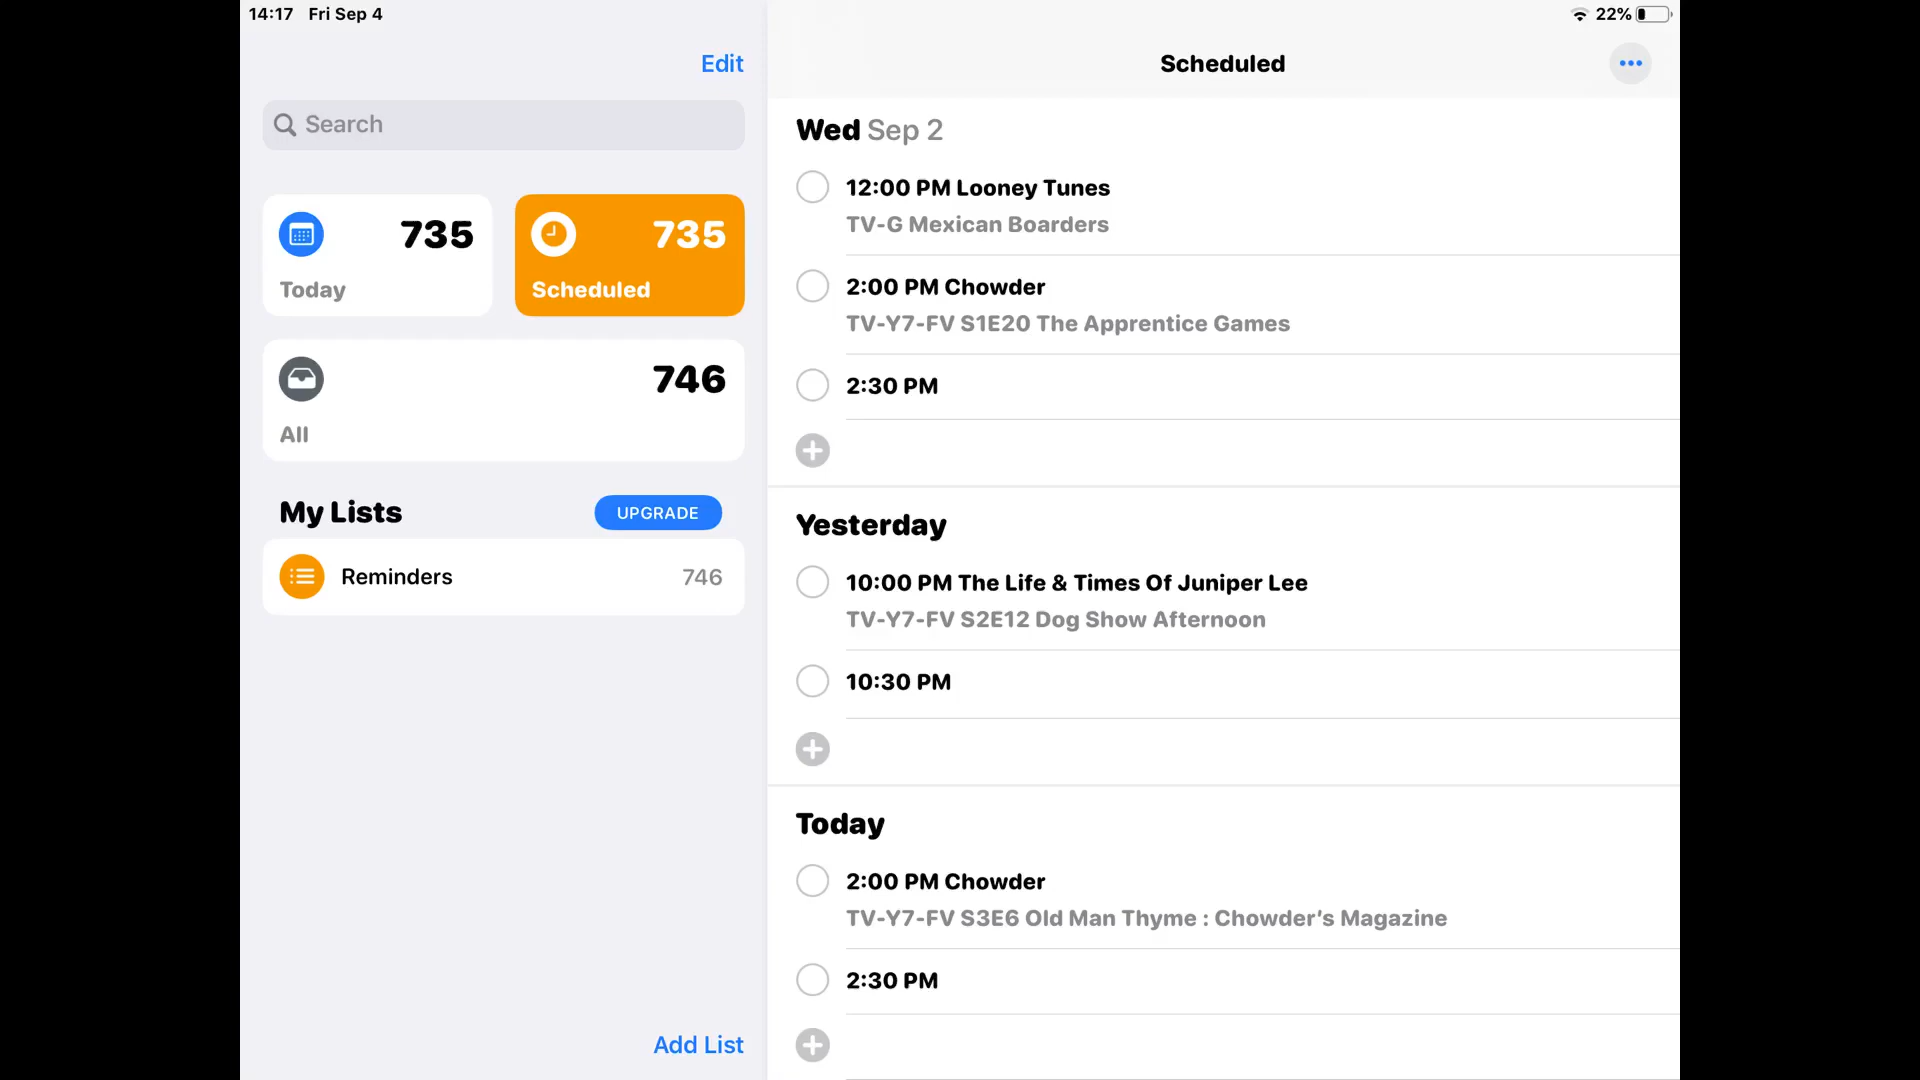 14:17 Fri Sep 4
22%
Edit
Search
735
Today
735
Scheduled
746
All
My Lists
UPGRADE
Reminders
746
Add List
Scheduled
Wed Sep 2
12:00 PM Looney Tunes
TV-G Mexican Boarders
2:00 PM Chowder
TV-Y7-FV S1E20 The Apprentice Games
2:30 PM
Yesterday
10:00 PM The Life & Times Of Juniper Lee
TV-Y7-FV S2E12 Dog Show Afternoon
10:30 PM
Today
2:00 PM Chowder
TV-Y7-FV S3E6 Old Man Thyme : Chowder’s Magazine
2:30 PM